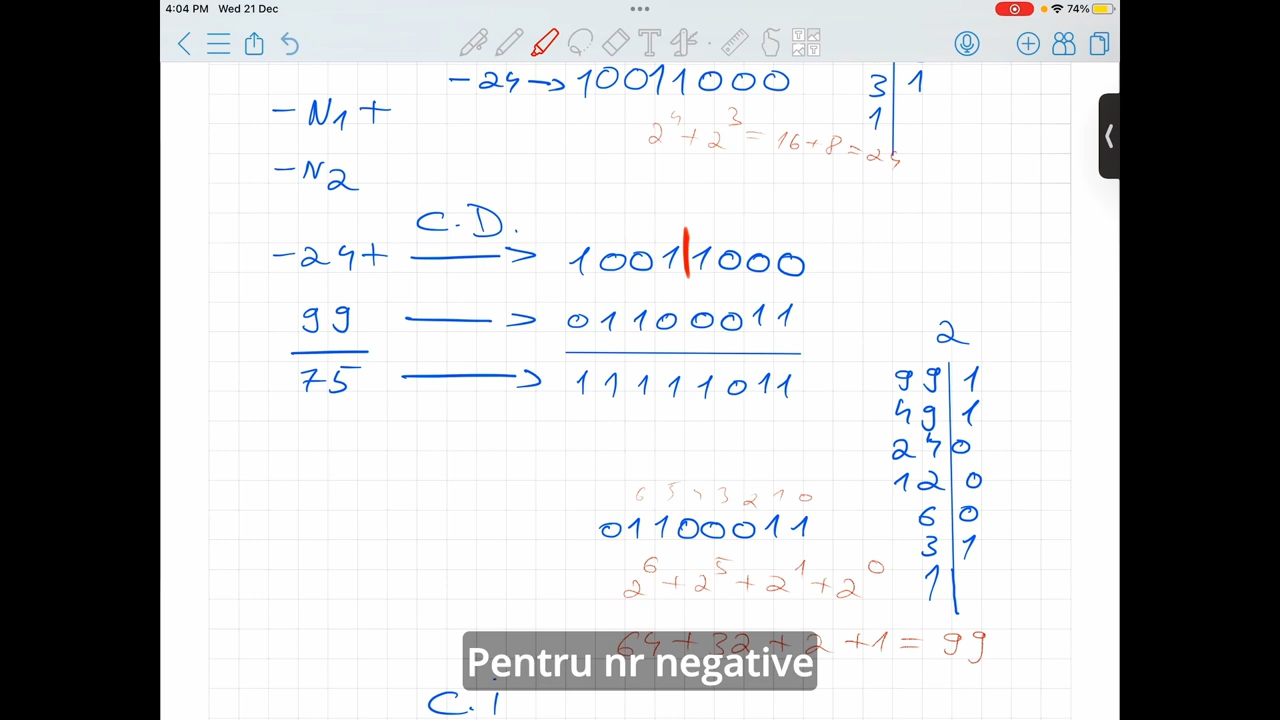 4:04 PM Wed 21 Dec
74%
-24 → 10011000
3 | 1
1
-N1 +
2^4 + 2^3 = 16 + 8 = 24
-N2
C.D.
-24 + → 1001|1000
99 → 01100011
75 → 11111011
2
99 | 1
49 | 1
24 | 0
12 | 0
6 | 0
3 | 1
1
6 5 4 3 2 1 0
01100011
2^6 + 2^5 + 2^1 + 2^0
64 + 32 + 2 + 1 = 99
Pentru nr negative
C.I